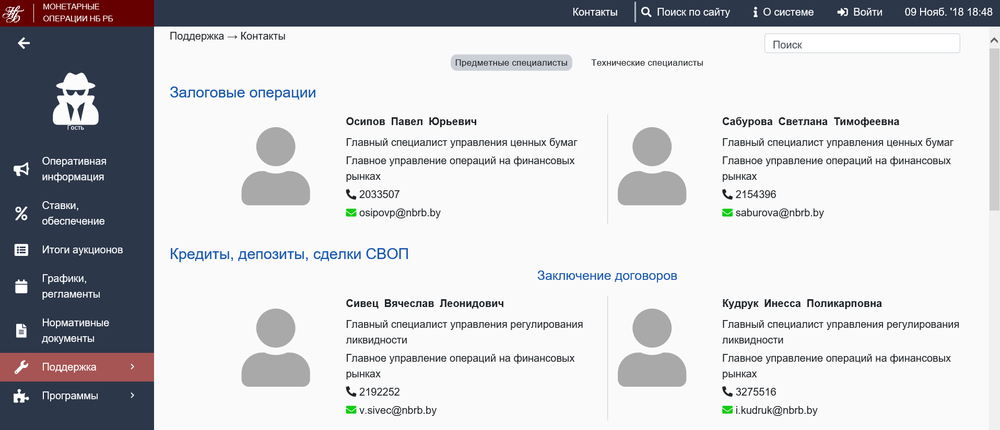 МОНЕТАРНЫЕ
ОПЕРАЦИИ НБ РБ
Контакты
Поиск по сайту
О системе
Войти
09 Нояб. '18 18:48
Гость
Оперативная
информация
Ставки,
обеспечение
Итоги аукционов
Графики,
регламенты
Нормативные
документы
Поддержка
Программы
Поддержка → Контакты
Поиск
Предметные специалисты
Технические специалисты
Залоговые операции
Осипов Павел Юрьевич
Главный специалист управления ценных бумаг
Главное управление операций на финансовых
рынках
2033507
osipovp@nbrb.by
Сабурова Светлана Тимофеевна
Главный специалист управления ценных бумаг
Главное управление операций на финансовых
рынках
2154396
saburova@nbrb.by
Кредиты, депозиты, сделки СВОП
Заключение договоров
Сивец Вячеслав Леонидович
Главный специалист управления регулирования
ликвидности
Главное управление операций на финансовых
рынках
2192252
v.sivec@nbrb.by
Кудрук Инесса Поликарповна
Главный специалист управления регулирования
ликвидности
Главное управление операций на финансовых
рынках
3275516
i.kudruk@nbrb.by